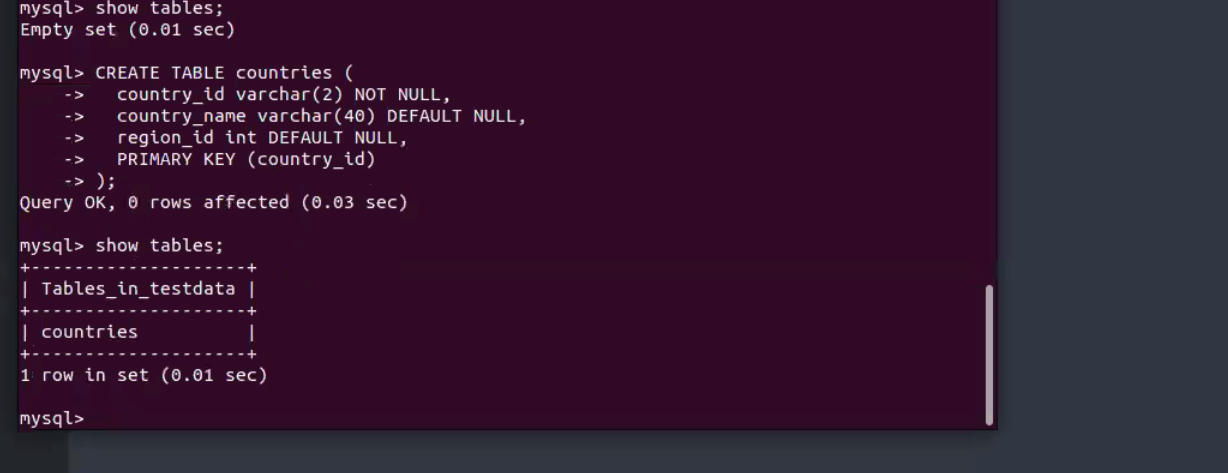 mysql> show tables;
Empty set (0.01 sec)
mysql> CREATE TABLE countries (
    ->   country_id varchar(2) NOT NULL,
    ->   country_name varchar(40) DEFAULT NULL,
    ->   region_id int DEFAULT NULL,
    ->   PRIMARY KEY (country_id)
    -> );
Query OK, 0 rows affected (0.03 sec)
mysql> show tables;
+--------------------+
| Tables_in_testdata |
+--------------------+
| countries          |
+--------------------+
1 row in set (0.01 sec)
mysql>